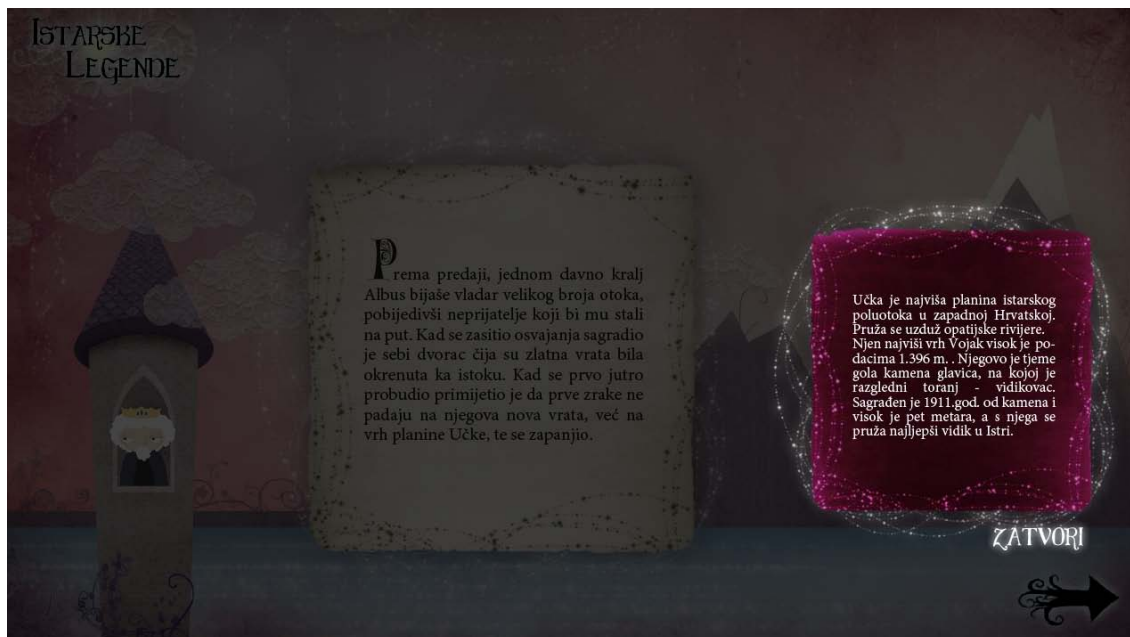 Istarske
Legende
Prema predaji, jednom davno kralj
Albus bijaše vladar velikog broja otoka,
pobijedivši neprijatelje koji bi mu stali
na put. Kad se zasitio osvajanja sagradio
je sebi dvorac čija su zlatna vrata bila
okrenuta ka istoku. Kad se prvo jutro
probudio primijetio je da prve zrake ne
padaju na njegova nova vrata, već na
vrh planine Učke, te se zapanjio.
Učka je najviša planina istarskog
poluotoka u zapadnoj Hrvatskoj.
Pruža se uzduž opatijske rivijere.
Njen najviši vrh Vojak visok je po-
dacima 1.396 m. . Njegovo je tjeme
gola kamena glavica, na kojoj je
razgledni toranj - vidikovac.
Sagrađen je 1911.god. od kamena i
visok je pet metara, a s njega se
pruža najljepši vidik u Istri.
ZATVORI